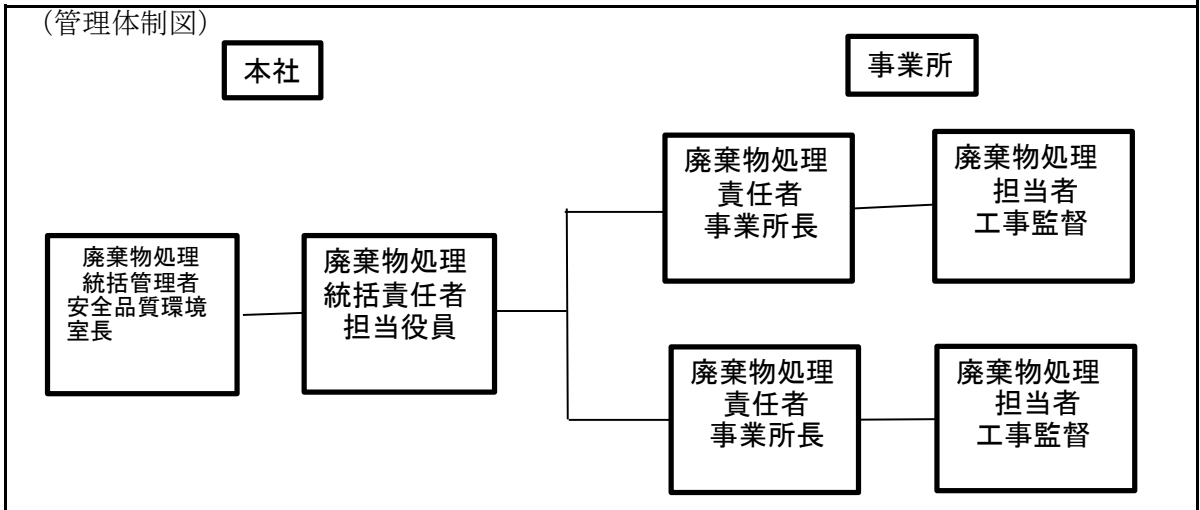 （管理体制図）
本社
事業所
廃棄物処理
統括管理者
安全品質環境
室長
廃棄物処理
統括責任者
担当役員
廃棄物処理
責任者
事業所長
廃棄物処理
担当者
工事監督
廃棄物処理
責任者
事業所長
廃棄物処理
担当者
工事監督